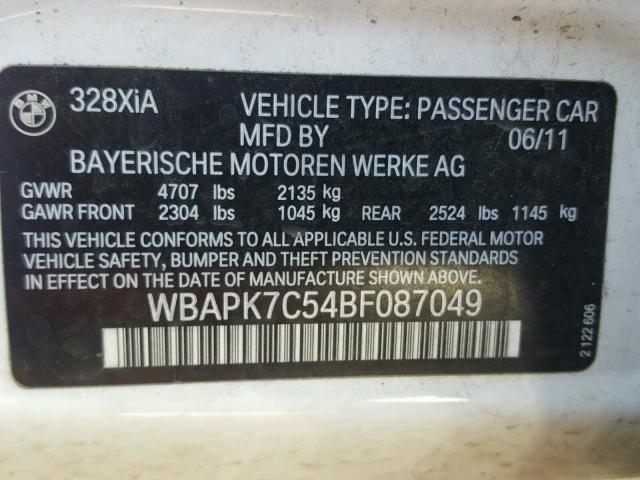 BMW 328XiA VEHICLE TYPE: PASSENGER CAR
MFD BY 06/11
BAYERISCHE MOTOREN WERKE AG
GVWR 4707 lbs 2135 kg
GAWR FRONT 2304 lbs 1045 kg REAR 2524 lbs 1145 kg
THIS VEHICLE CONFORMS TO ALL APPLICABLE U.S. FEDERAL MOTOR
VEHICLE SAFETY, BUMPER AND THEFT PREVENTION STANDARDS
IN EFFECT ON THE DATE OF MANUFACTURE SHOWN ABOVE.
WBAPK7C54BF087049
2 122 606